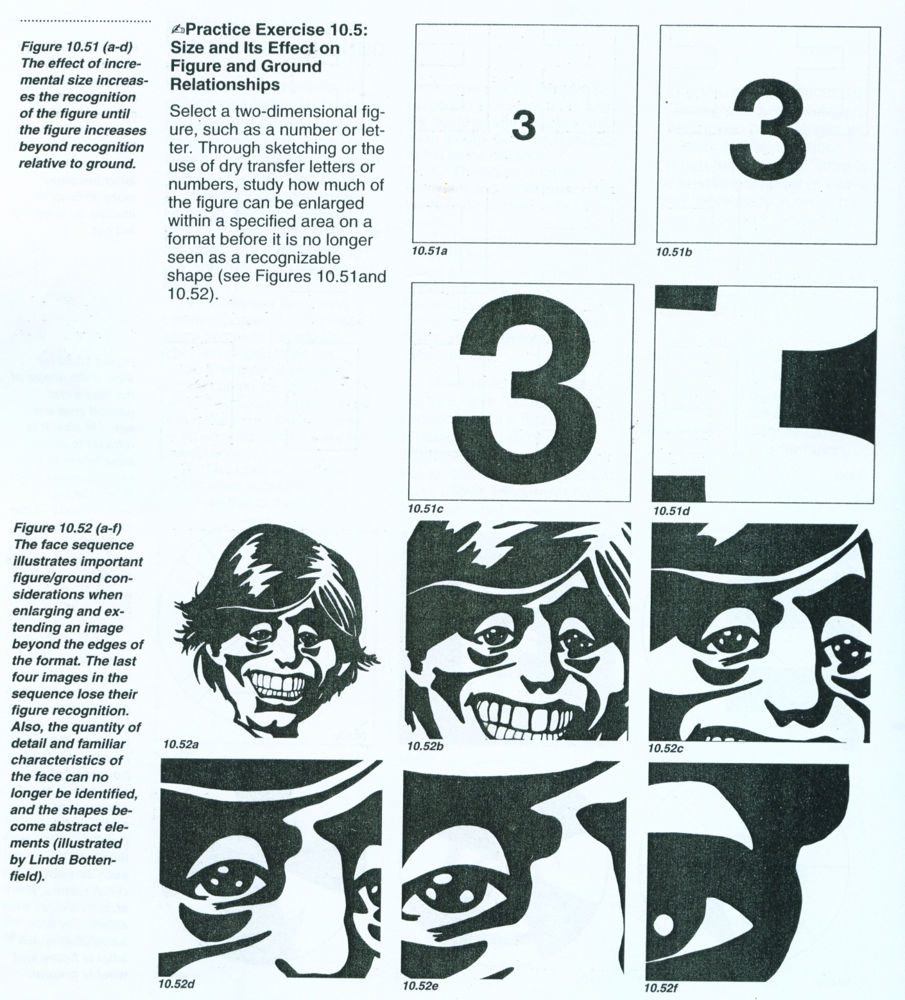 Figure 10.51 (a-d)
The effect of incre-
mental size increas-
es the recognition
of the figure until
the figure increases
beyond recognition
relative to ground.
✍Practice Exercise 10.5:
Size and Its Effect on
Figure and Ground
Relationships
Select a two-dimensional fig-
ure, such as a number or let-
ter. Through sketching or the
use of dry transfer letters or
numbers, study how much of
the figure can be enlarged
within a specified area on a
format before it is no longer
seen as a recognizable
shape (see Figures 10.51and
10.52).
3
10.51a
3
10.51b
3
10.51c
10.51d
Figure 10.52 (a-f)
The face sequence
illustrates important
figure/ground con-
siderations when
enlarging and ex-
tending an image
beyond the edges of
the format. The last
four images in the
sequence lose their
figure recognition.
Also, the quantity of
detail and familiar
characteristics of
the face can no
longer be identified,
and the shapes be-
come abstract ele-
ments (illustrated
by Linda Botten-
field).
10.52a
10.52b
10.52c
10.52d
10.52e
10.52f